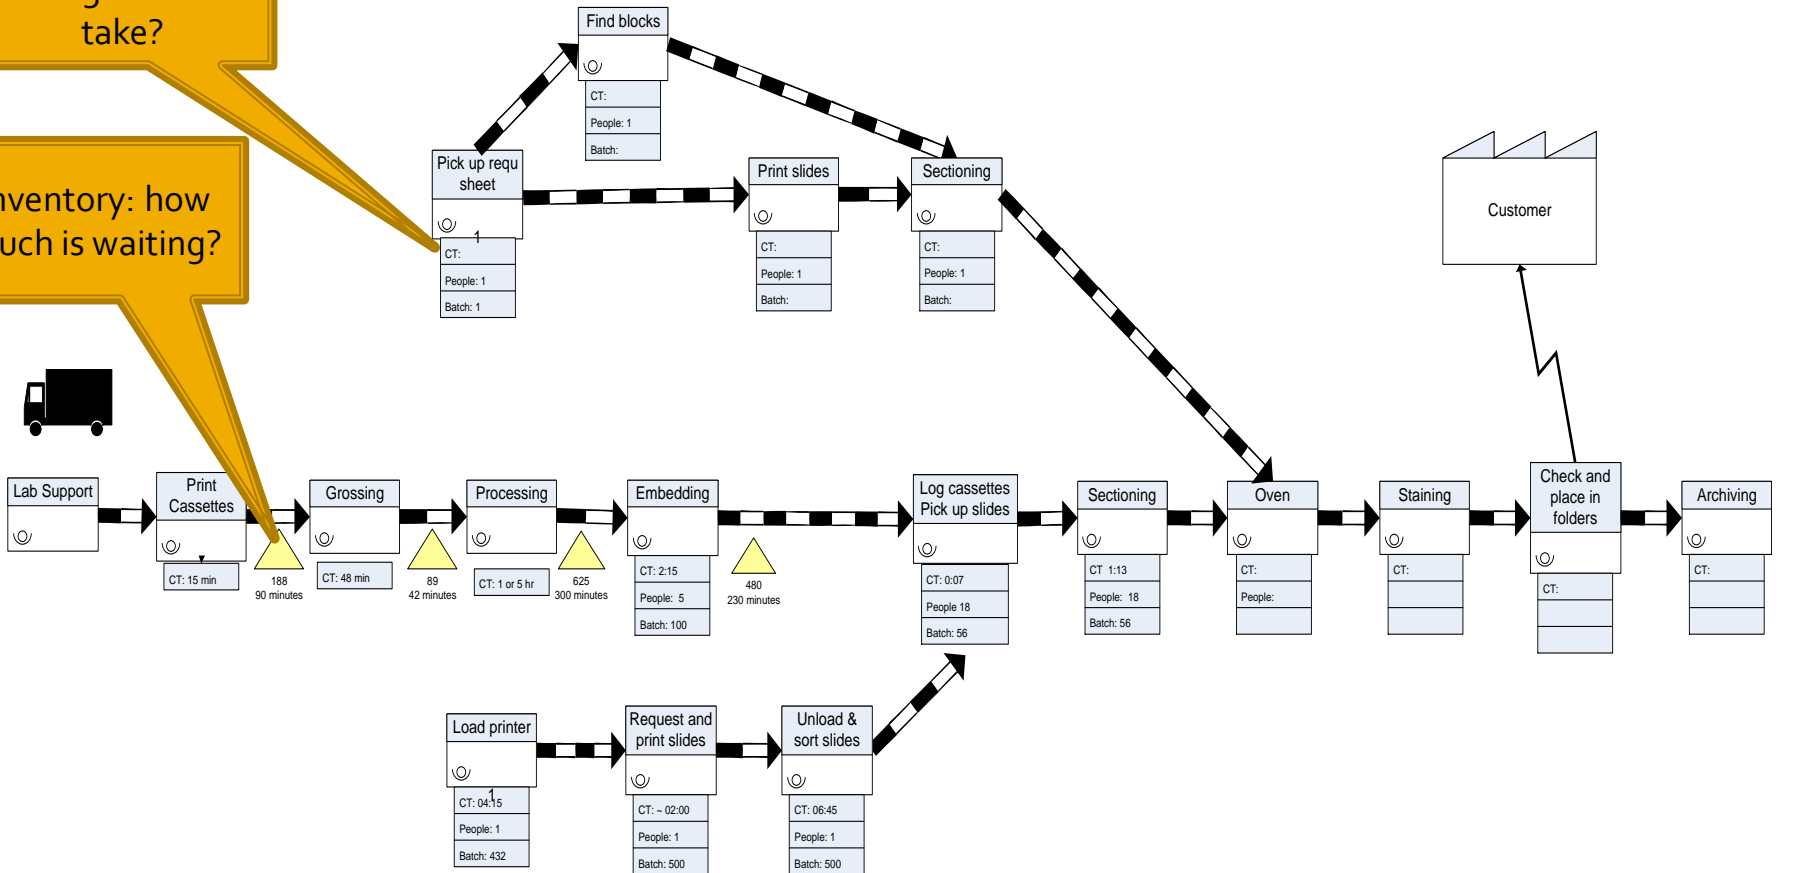 take?
Inventory: how
much is waiting?
Find blocks
CT:
People: 1
Batch:
Pick up requ
sheet
1
CT:
People: 1
Batch: 1
Print slides
CT:
People: 1
Batch:
Sectioning
CT:
People: 1
Batch:
Customer
Lab Support
Print
Cassettes
CT: 15 min
188
90 minutes
Grossing
CT: 48 min
89
42 minutes
Processing
CT: 1 or 5 hr
625
300 minutes
Embedding
CT: 2:15
People: 5
Batch: 100
480
230 minutes
Log cassettes
Pick up slides
CT: 0:07
People 18
Batch: 56
Sectioning
CT 1:13
People: 18
Batch: 56
Oven
CT:
People:
Staining
CT:
Check and
place in
folders
CT:
Archiving
CT:
Load printer
1
CT: 04:15
People: 1
Batch: 432
Request and
print slides
CT: ~ 02:00
People: 1
Batch: 500
Unload &
sort slides
CT: 06:45
People: 1
Batch: 500